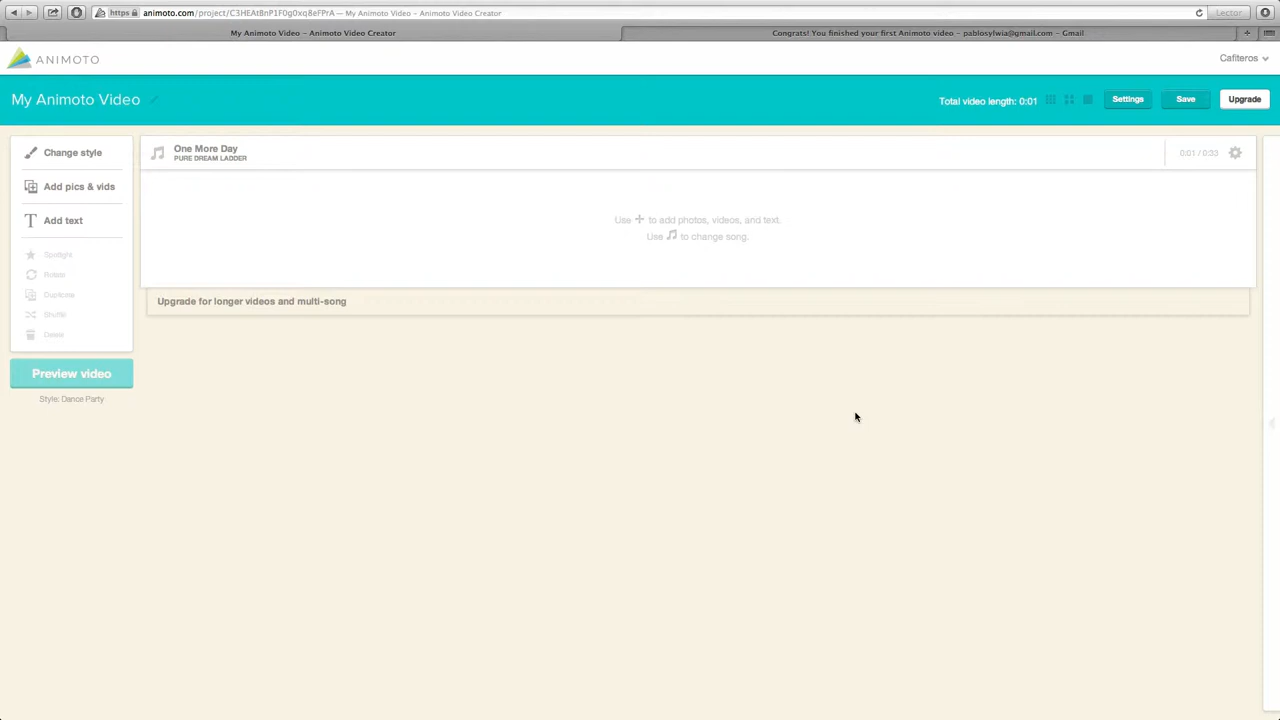 https animoto.com/project/C3HEAtBnP1F0g0xq8eFPrA — My Animoto Video – Animoto Video Creator
Lector
My Animoto Video – Animoto Video Creator
Congrats! You finished your first Animoto video – pablosylwia@gmail.com – Gmail
ANIMOTO
Cafiteros
My Animoto Video
Total video length: 0:01
Settings
Save
Upgrade
Change style
Add pics & vids
Add text
Spotlight
Rotate
Duplicate
Shuffle
Delete
Preview video
Style: Dance Party
One More Day
PURE DREAM LADDER
0:01 / 0:33
Use + to add photos, videos, and text.
Use ♫ to change song.
Upgrade for longer videos and multi-song